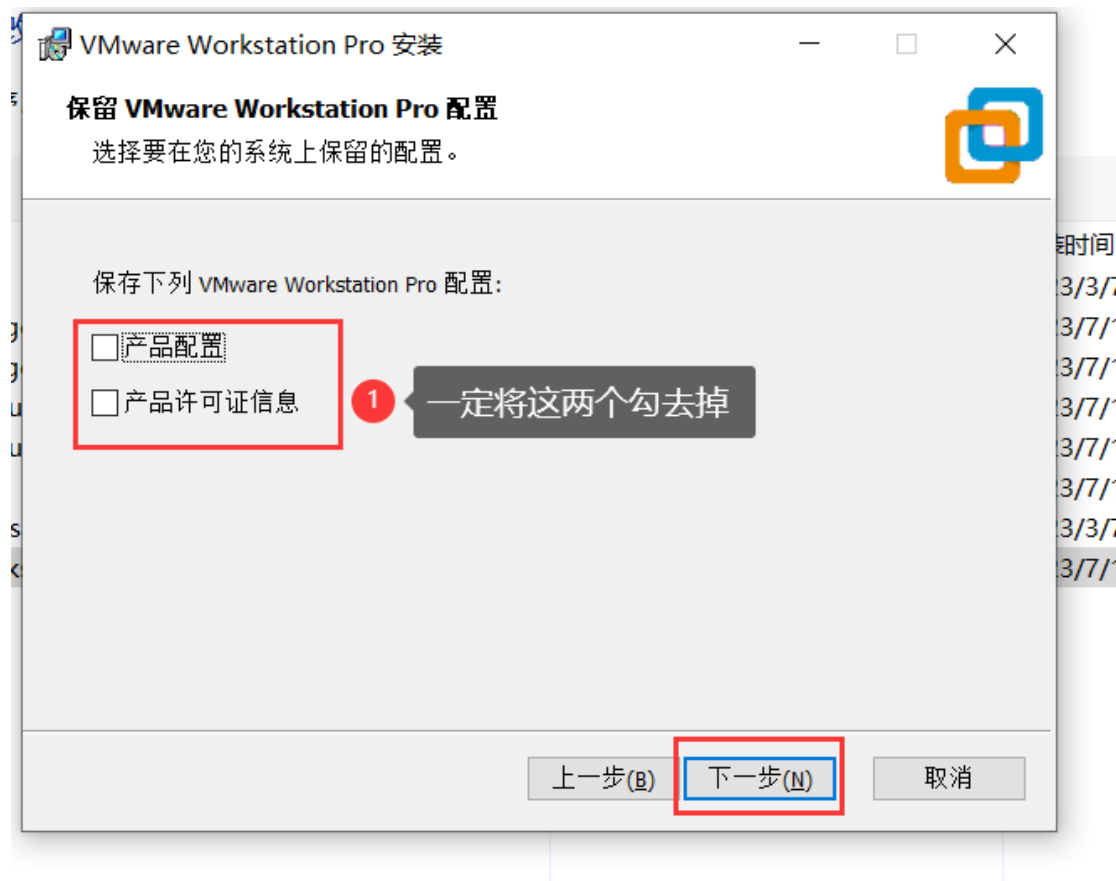 VMware Workstation Pro 安装
保留 VMware Workstation Pro 配置
选择要在您的系统上保留的配置。
装时间
保存下列 VMware Workstation Pro 配置:
产品配置
产品许可证信息
1
一定将这两个勾去掉
上一步(B)
下一步(N)
取消